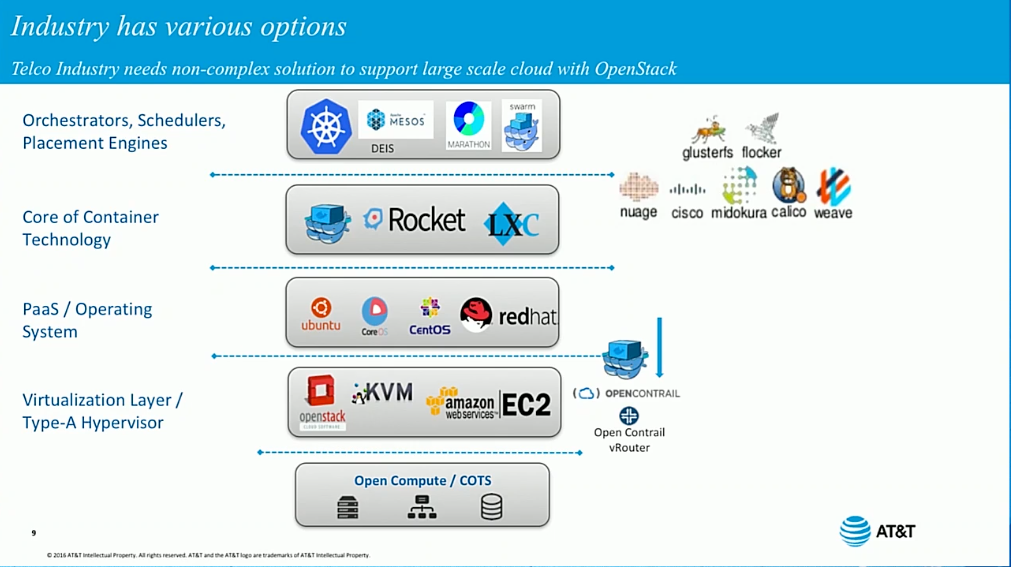 Industry has various options
Telco Industry needs non-complex solution to support large scale cloud with OpenStack
Orchestrators, Schedulers,
Placement Engines
MESOS
DEIS
MARATHON
swarm
glusterfs flocker
nuage cisco midokura calico weave
Core of Container
Technology
Rocket
LXC
PaaS / Operating
System
ubuntu
CoreOS
CentOS
redhat
Virtualization Layer /
Type-A Hypervisor
openstack
CLOUD SOFTWARE
KVM
amazon
webservices™
EC2
OPENCONTRAIL
Open Contrail
vRouter
Open Compute / COTS
9
AT&T
© 2016 AT&T Intellectual Property. All rights reserved. AT&T and the AT&T logo are trademarks of AT&T Intellectual Property.